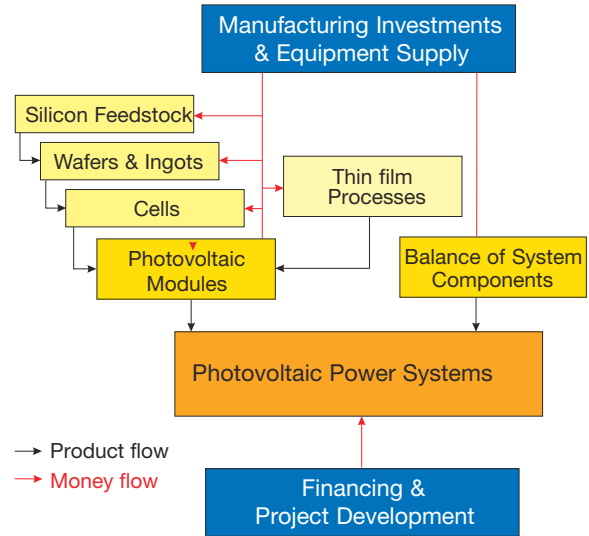 Manufacturing Investments
& Equipment Supply
Silicon Feedstock
Wafers & Ingots
Cells
Thin film
Processes
Photovoltaic
Modules
Balance of System
Components
Photovoltaic Power Systems
Product flow
Money flow
Financing &
Project Development